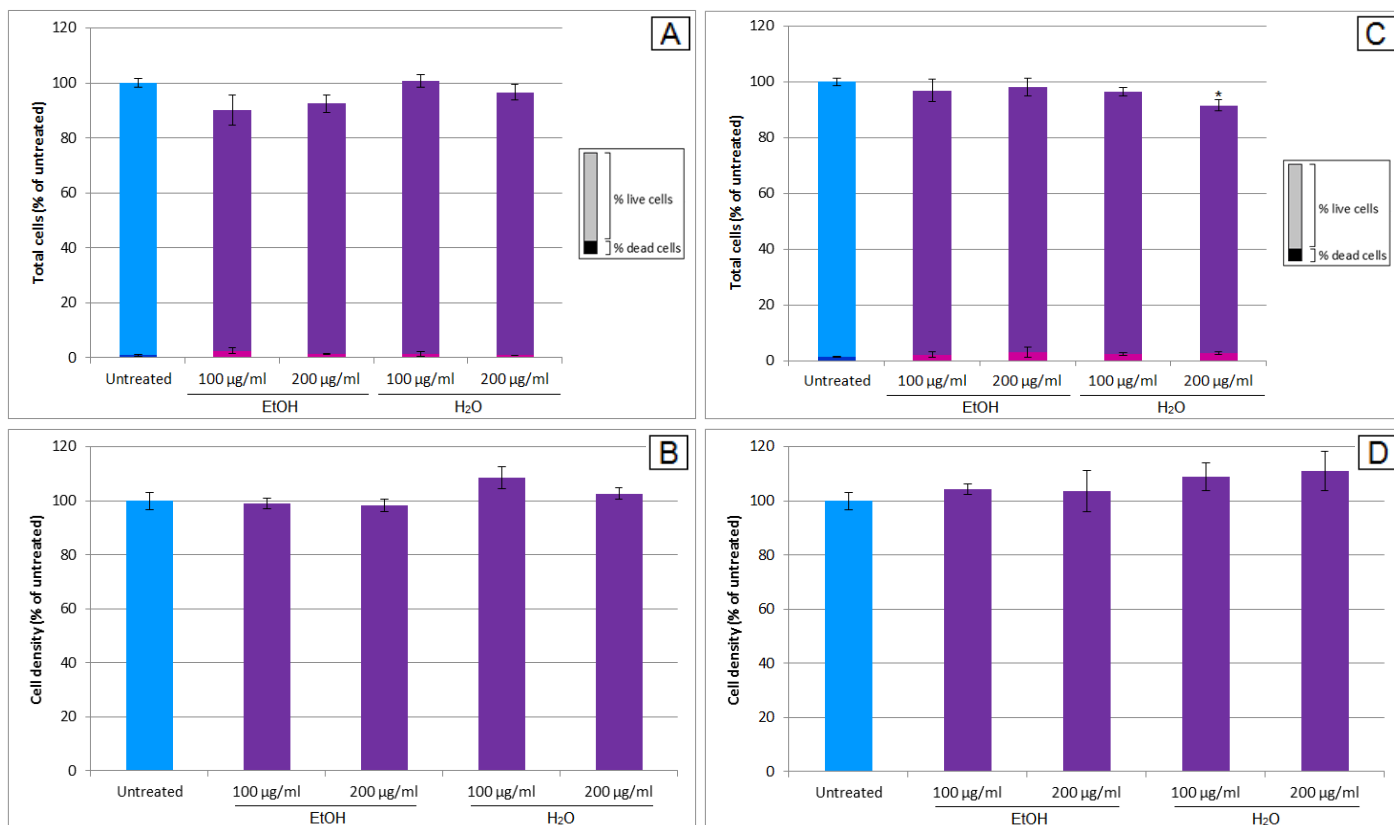 A
Total cells (% of untreated)
120
100
80
60
40
20
0
% live cells
% dead cells
Untreated
100 µg/ml
200 µg/ml
100 µg/ml
200 µg/ml
EtOH
H₂O
C
Total cells (% of untreated)
120
100
80
60
40
20
0
*
% live cells
% dead cells
Untreated
100 µg/ml
200 µg/ml
100 µg/ml
200 µg/ml
EtOH
H₂O
B
Cell density (% of untreated)
120
100
80
60
40
20
0
Untreated
100 µg/ml
200 µg/ml
100 µg/ml
200 µg/ml
EtOH
H₂O
D
Cell density (% of untreated)
120
100
80
60
40
20
0
Untreated
100 µg/ml
200 µg/ml
100 µg/ml
200 µg/ml
EtOH
H₂O